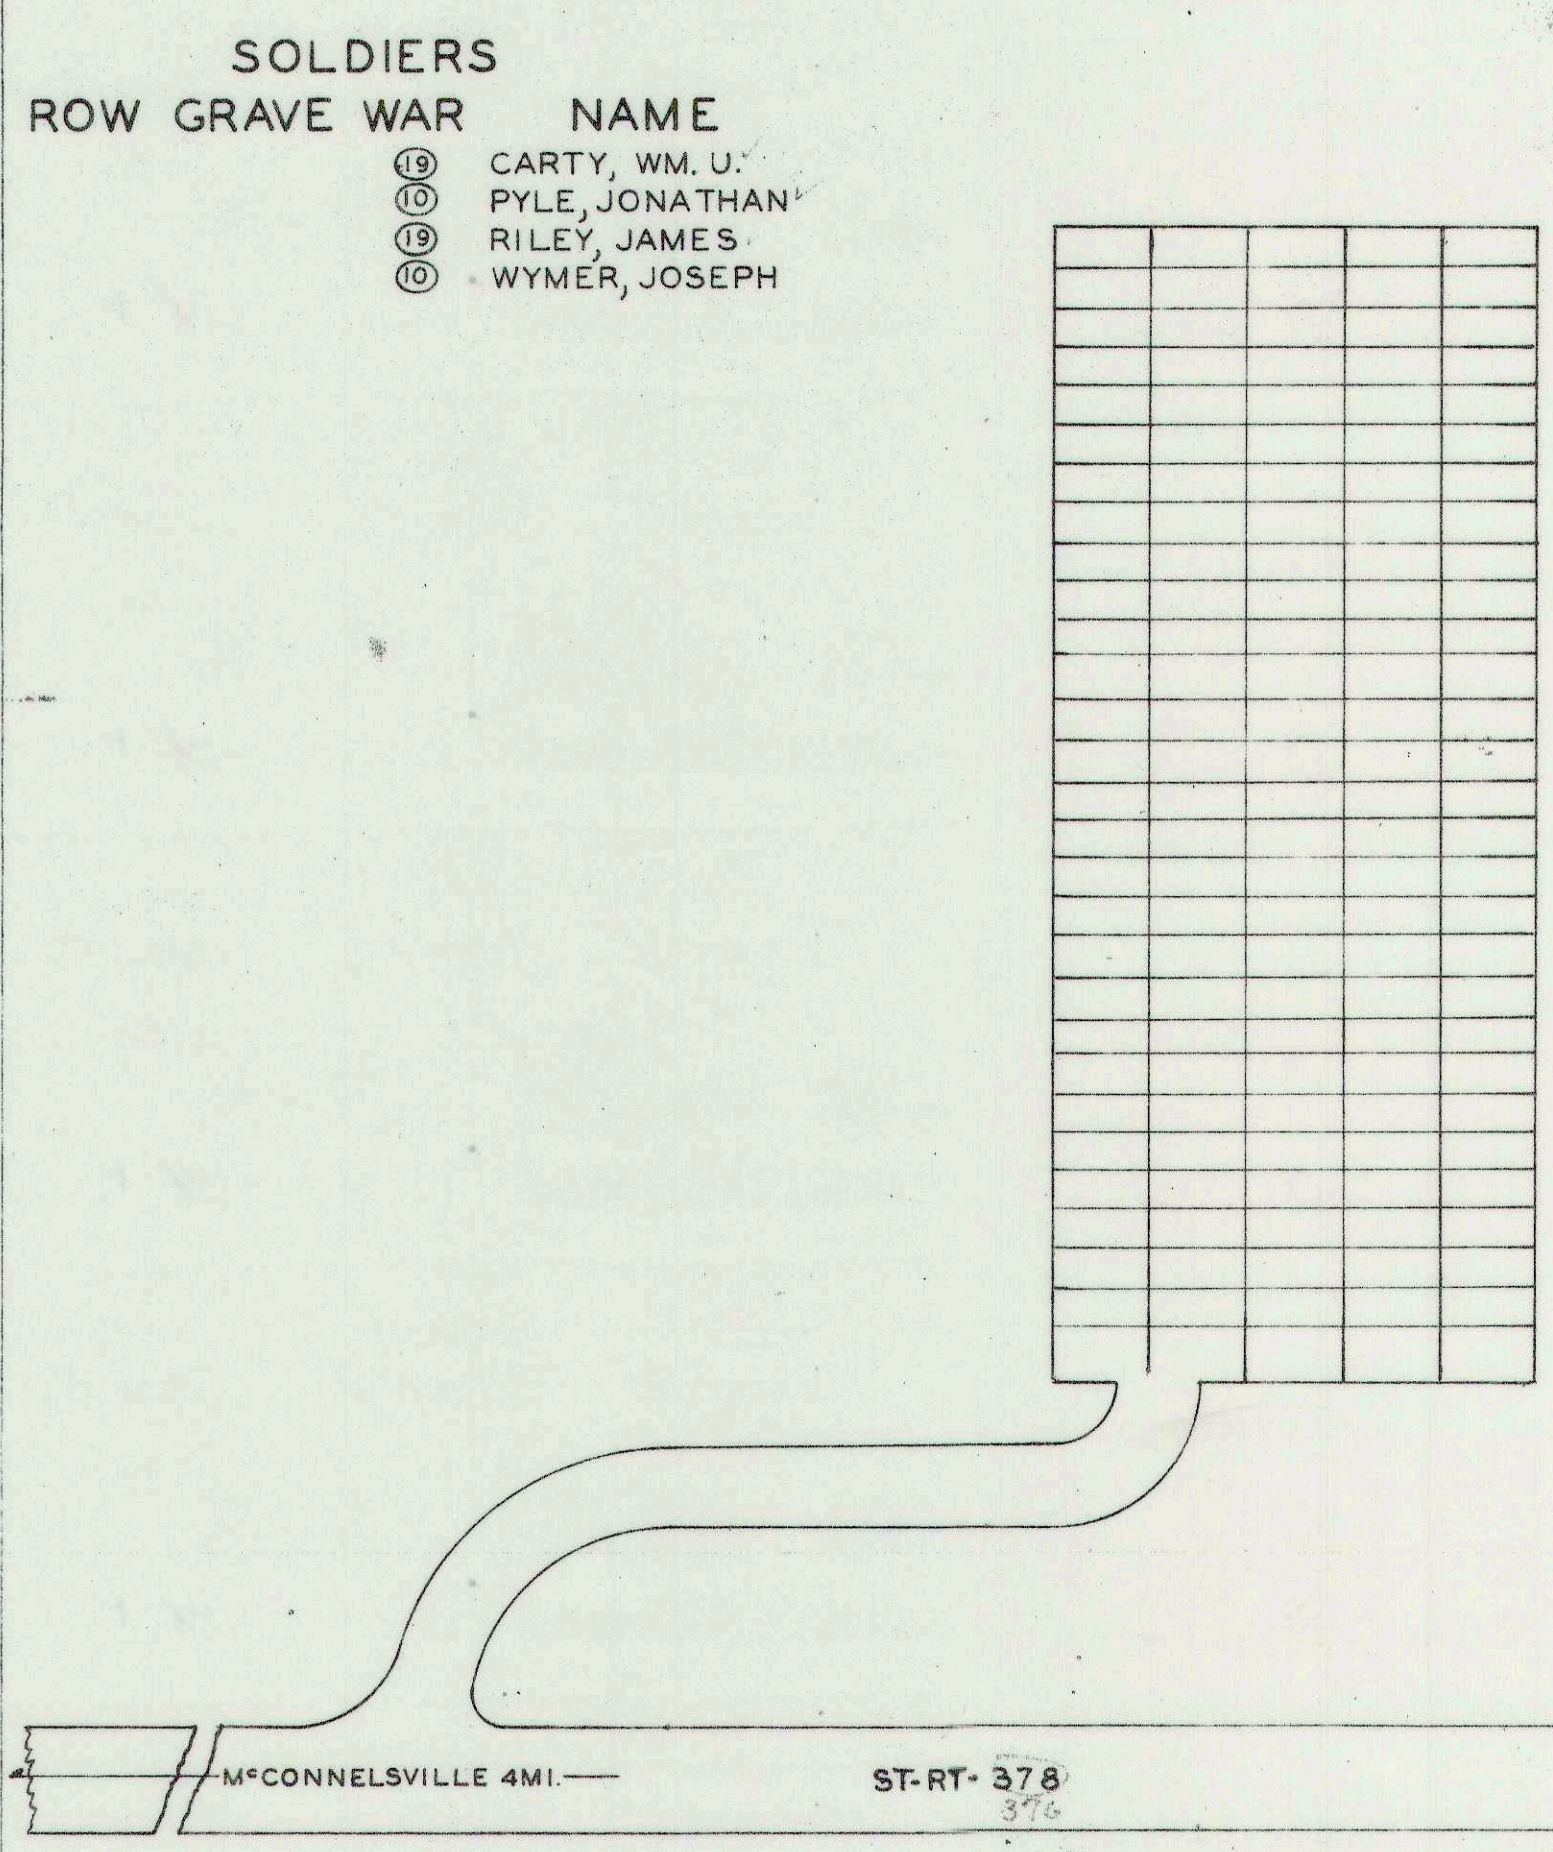 SOLDIERS
ROW GRAVE WAR NAME
19 CARTY, WM. U.
10 PYLE, JONATHAN
19 RILEY, JAMES
10 WYMER, JOSEPH
McCONNELSVILLE 4MI.
ST-RT- 378
376